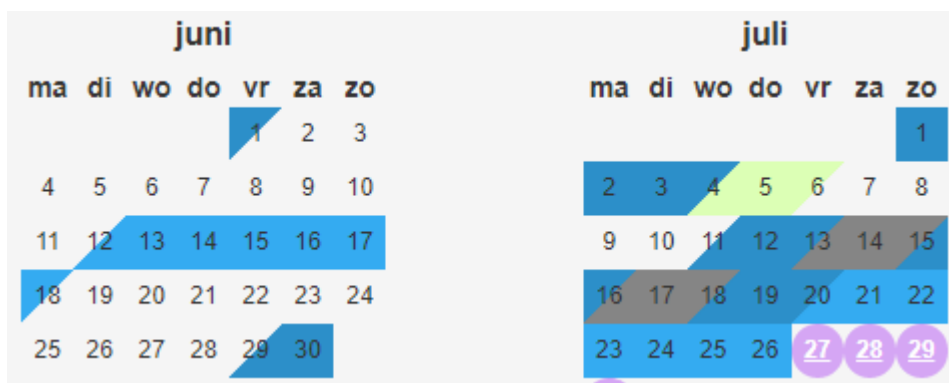 juni juli
ma di wo do vr za zo ma di wo do vr za zo
1 2 3 1
4 5 6 7 8 9 10 2 3 4 5 6 7 8
11 12 13 14 15 16 17 9 10 11 12 13 14 15
18 19 20 21 22 23 24 16 17 18 19 20 21 22
25 26 27 28 29 30 23 24 25 26 27 28 29